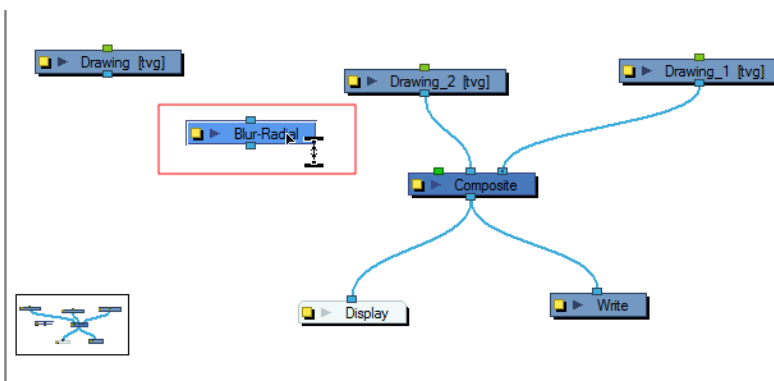 Drawing [tvg]
Drawing_2 [tvg]
Drawing_1 [tvg]
Blur-Radial
Composite
Display
Write